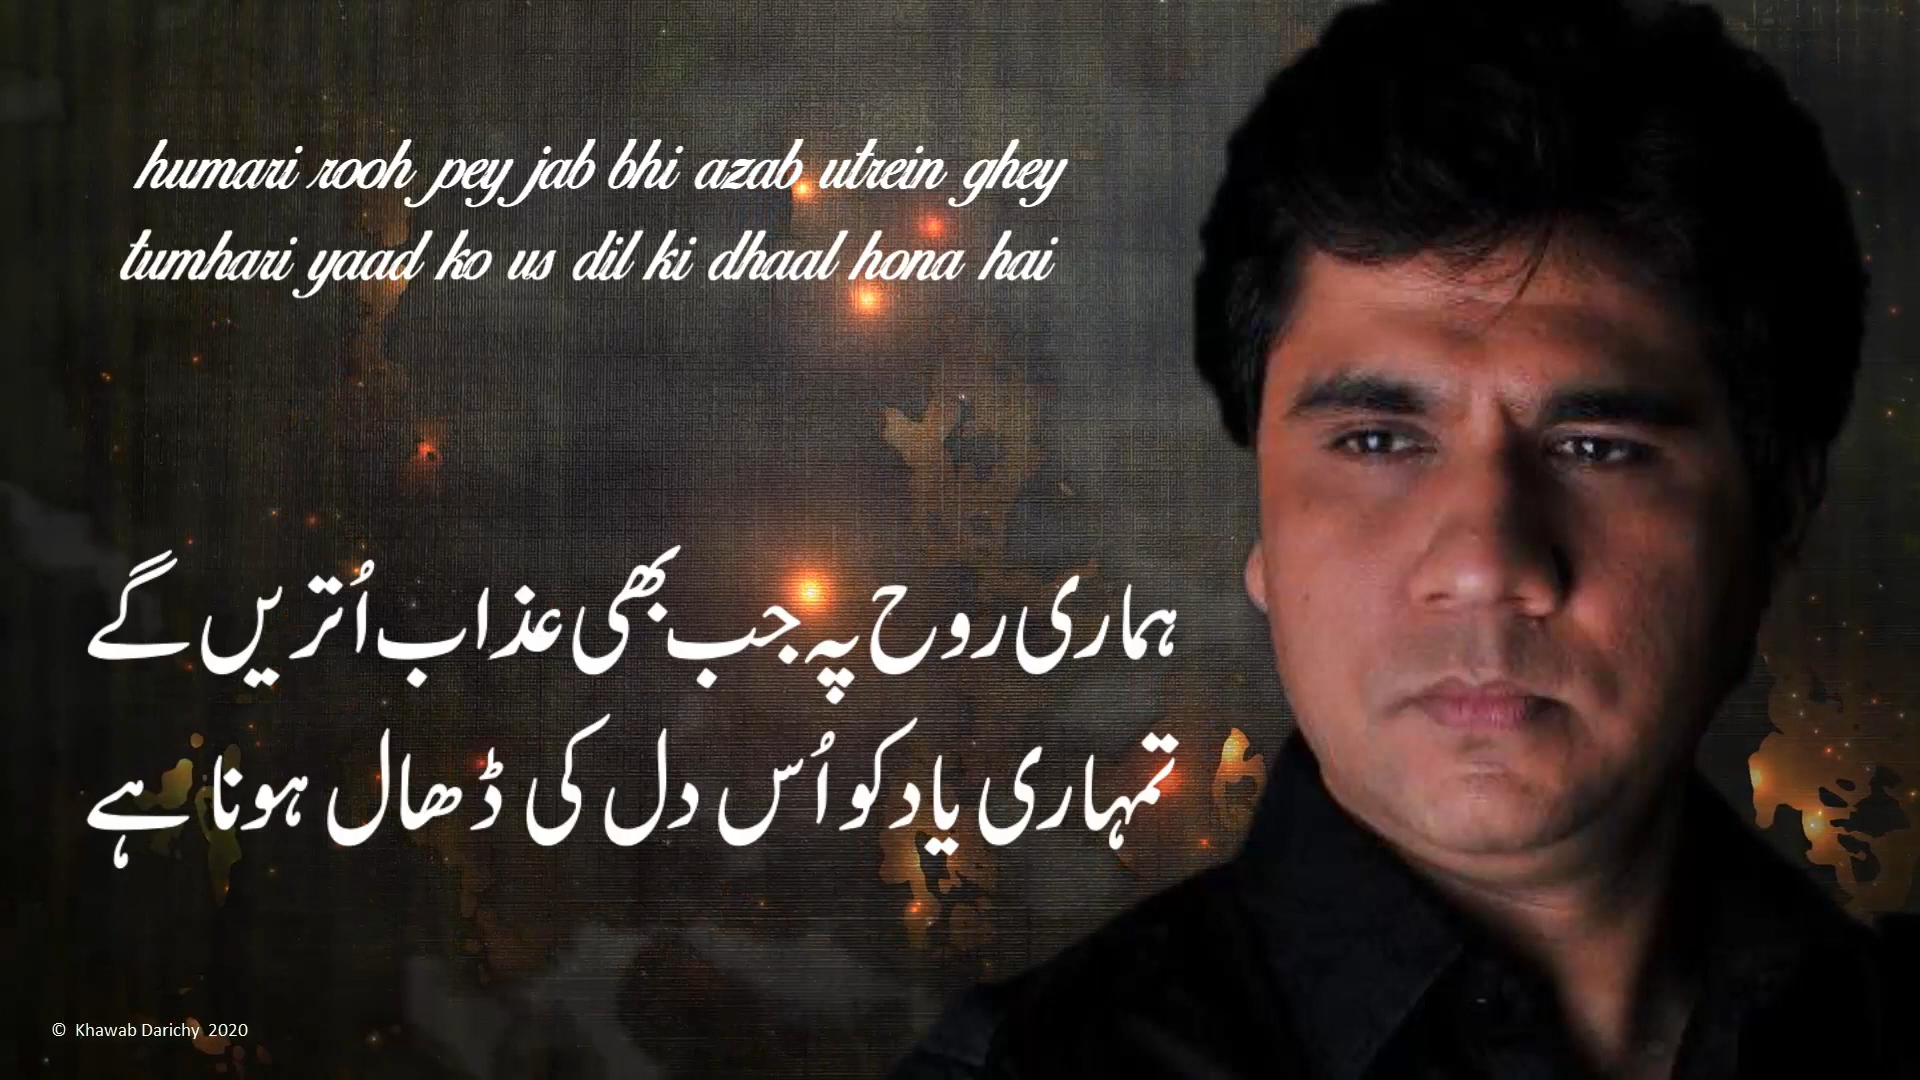 humari rooh pey jab bhi azab utrein ghey
tumhari yaad ko us dil ki dhaal hona hai
ہماری روح پہ جب بھی عذاب اُتریں گے
تمہاری یاد کو اُس دل کی ڈھال ہونا ہے
© Khawab Darichy 2020